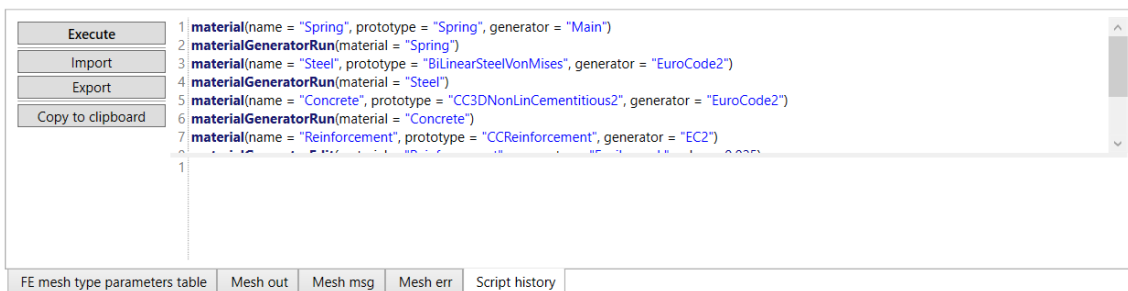 Execute
Import
Export
Copy to clipboard
1 material(name = "Spring", prototype = "Spring", generator = "Main")
2 materialGeneratorRun(material = "Spring")
3 material(name = "Steel", prototype = "BiLinearSteelVonMises", generator = "EuroCode2")
4 materialGeneratorRun(material = "Steel")
5 material(name = "Concrete", prototype = "CC3DNonLinCementitious2", generator = "EuroCode2")
6 materialGeneratorRun(material = "Concrete")
7 material(name = "Reinforcement", prototype = "CCReinforcement", generator = "EC2")
1
FE mesh type parameters table
Mesh out
Mesh msg
Mesh err
Script history